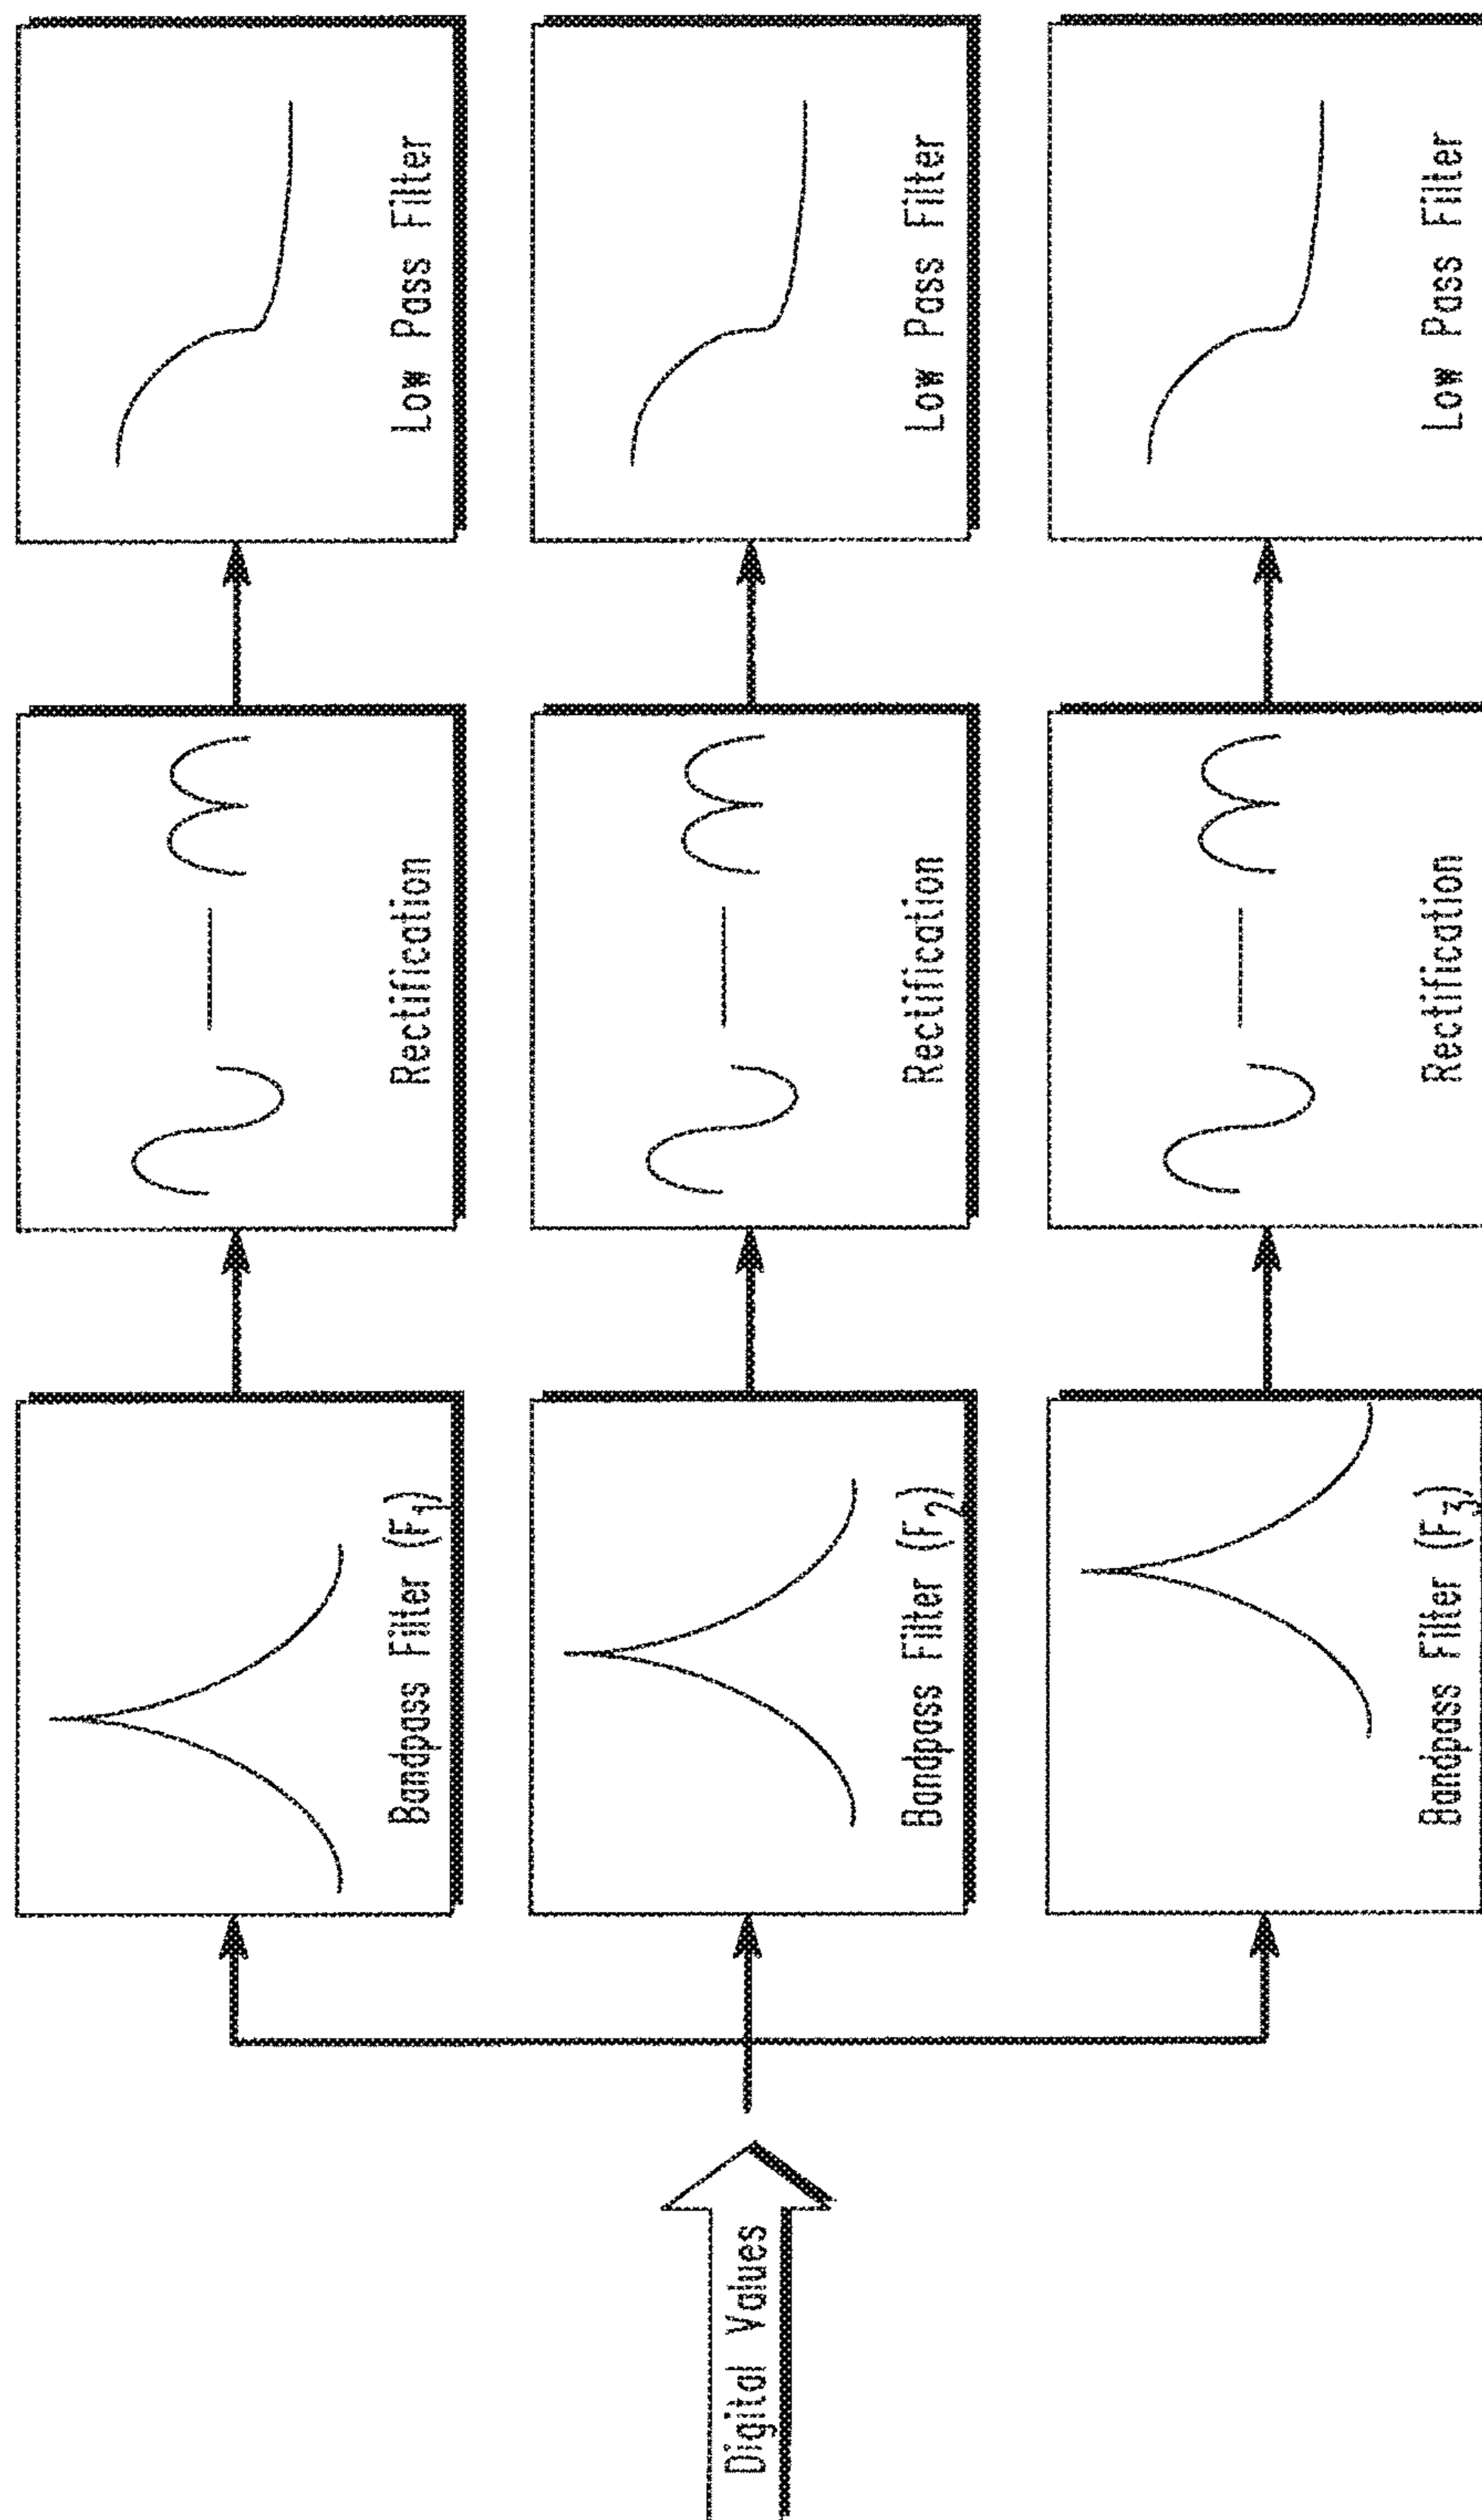 Digital Values
Bandpass Filter (F₁)
Rectification
Low Pass Filter
Bandpass Filter (F₂)
Rectification
Low Pass Filter
Bandpass Filter (F₃)
Rectification
Low Pass Filter